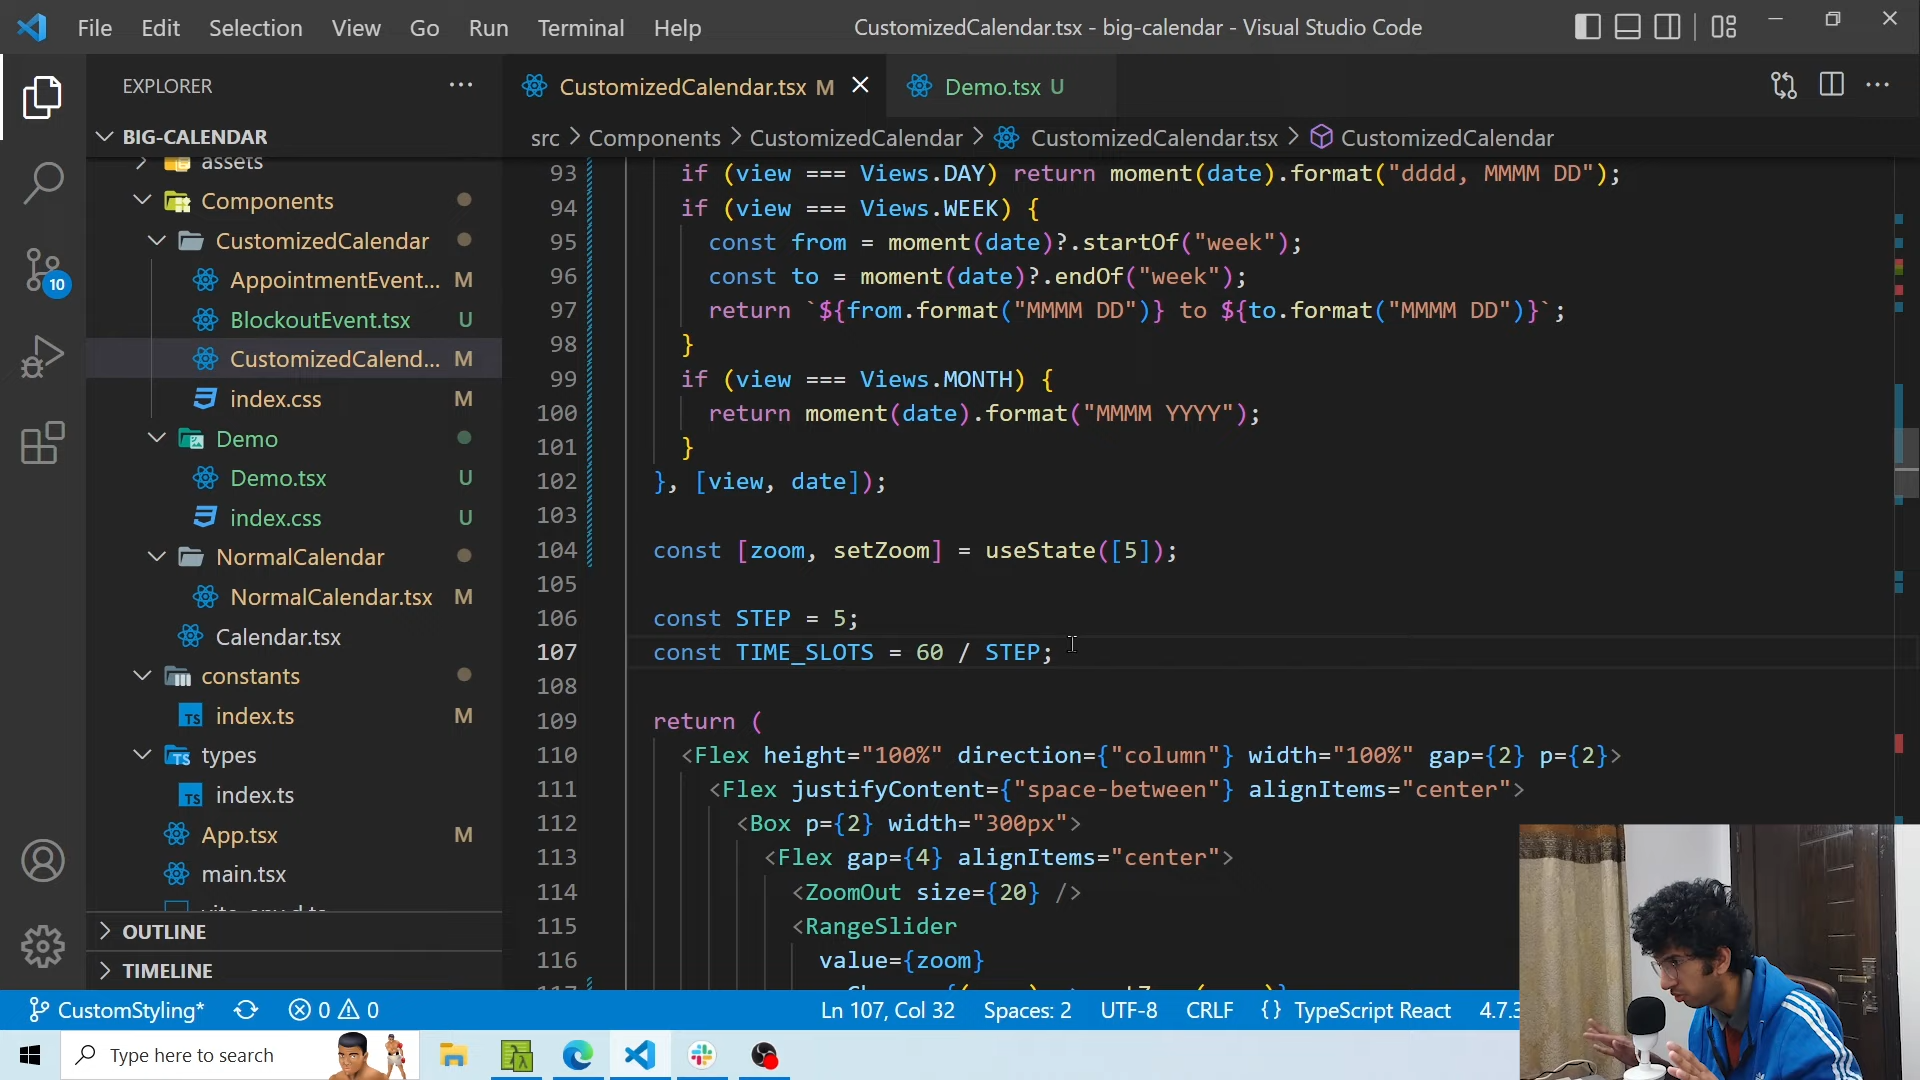 File Edit Selection View Go Run Terminal Help
CustomizedCalendar.tsx - big-calendar - Visual Studio Code
EXPLORER
CustomizedCalendar.tsx M
Demo.tsx U
BIG-CALENDAR
src > Components > CustomizedCalendar > CustomizedCalendar.tsx > CustomizedCalendar
assets
Components
CustomizedCalendar
AppointmentEvent... M
BlockoutEvent.tsx U
CustomizedCalend... M
index.css M
Demo
Demo.tsx U
index.css U
NormalCalendar
NormalCalendar.tsx M
Calendar.tsx
constants
TS index.ts M
types
TS index.ts
App.tsx M
main.tsx
OUTLINE
TIMELINE
10
93 if (view === Views.DAY) return moment(date).format("dddd, MMMM DD");
94 if (view === Views.WEEK) {
95 const from = moment(date)?.startOf("week");
96 const to = moment(date)?.endOf("week");
97 return `${from.format("MMMM DD")} to ${to.format("MMMM DD")}`;
98 }
99 if (view === Views.MONTH) {
100 return moment(date).format("MMMM YYYY");
101 }
102 }, [view, date]);
103
104 const [zoom, setZoom] = useState([5]);
105
106 const STEP = 5;
107 const TIME_SLOTS = 60 / STEP;
108
109 return (
110 <Flex height="100%" direction={"column"} width="100%" gap={2} p={2}>
111 <Flex justifyContent={"space-between"} alignItems="center">
112 <Box p={2} width="300px">
113 <Flex gap={4} alignItems="center">
114 <ZoomOut size={20} />
115 <RangeSlider
116 value={zoom}
CustomStyling* 0 0 Ln 107, Col 32 Spaces: 2 UTF-8 CRLF {} TypeScript React 4.7.3
Type here to search